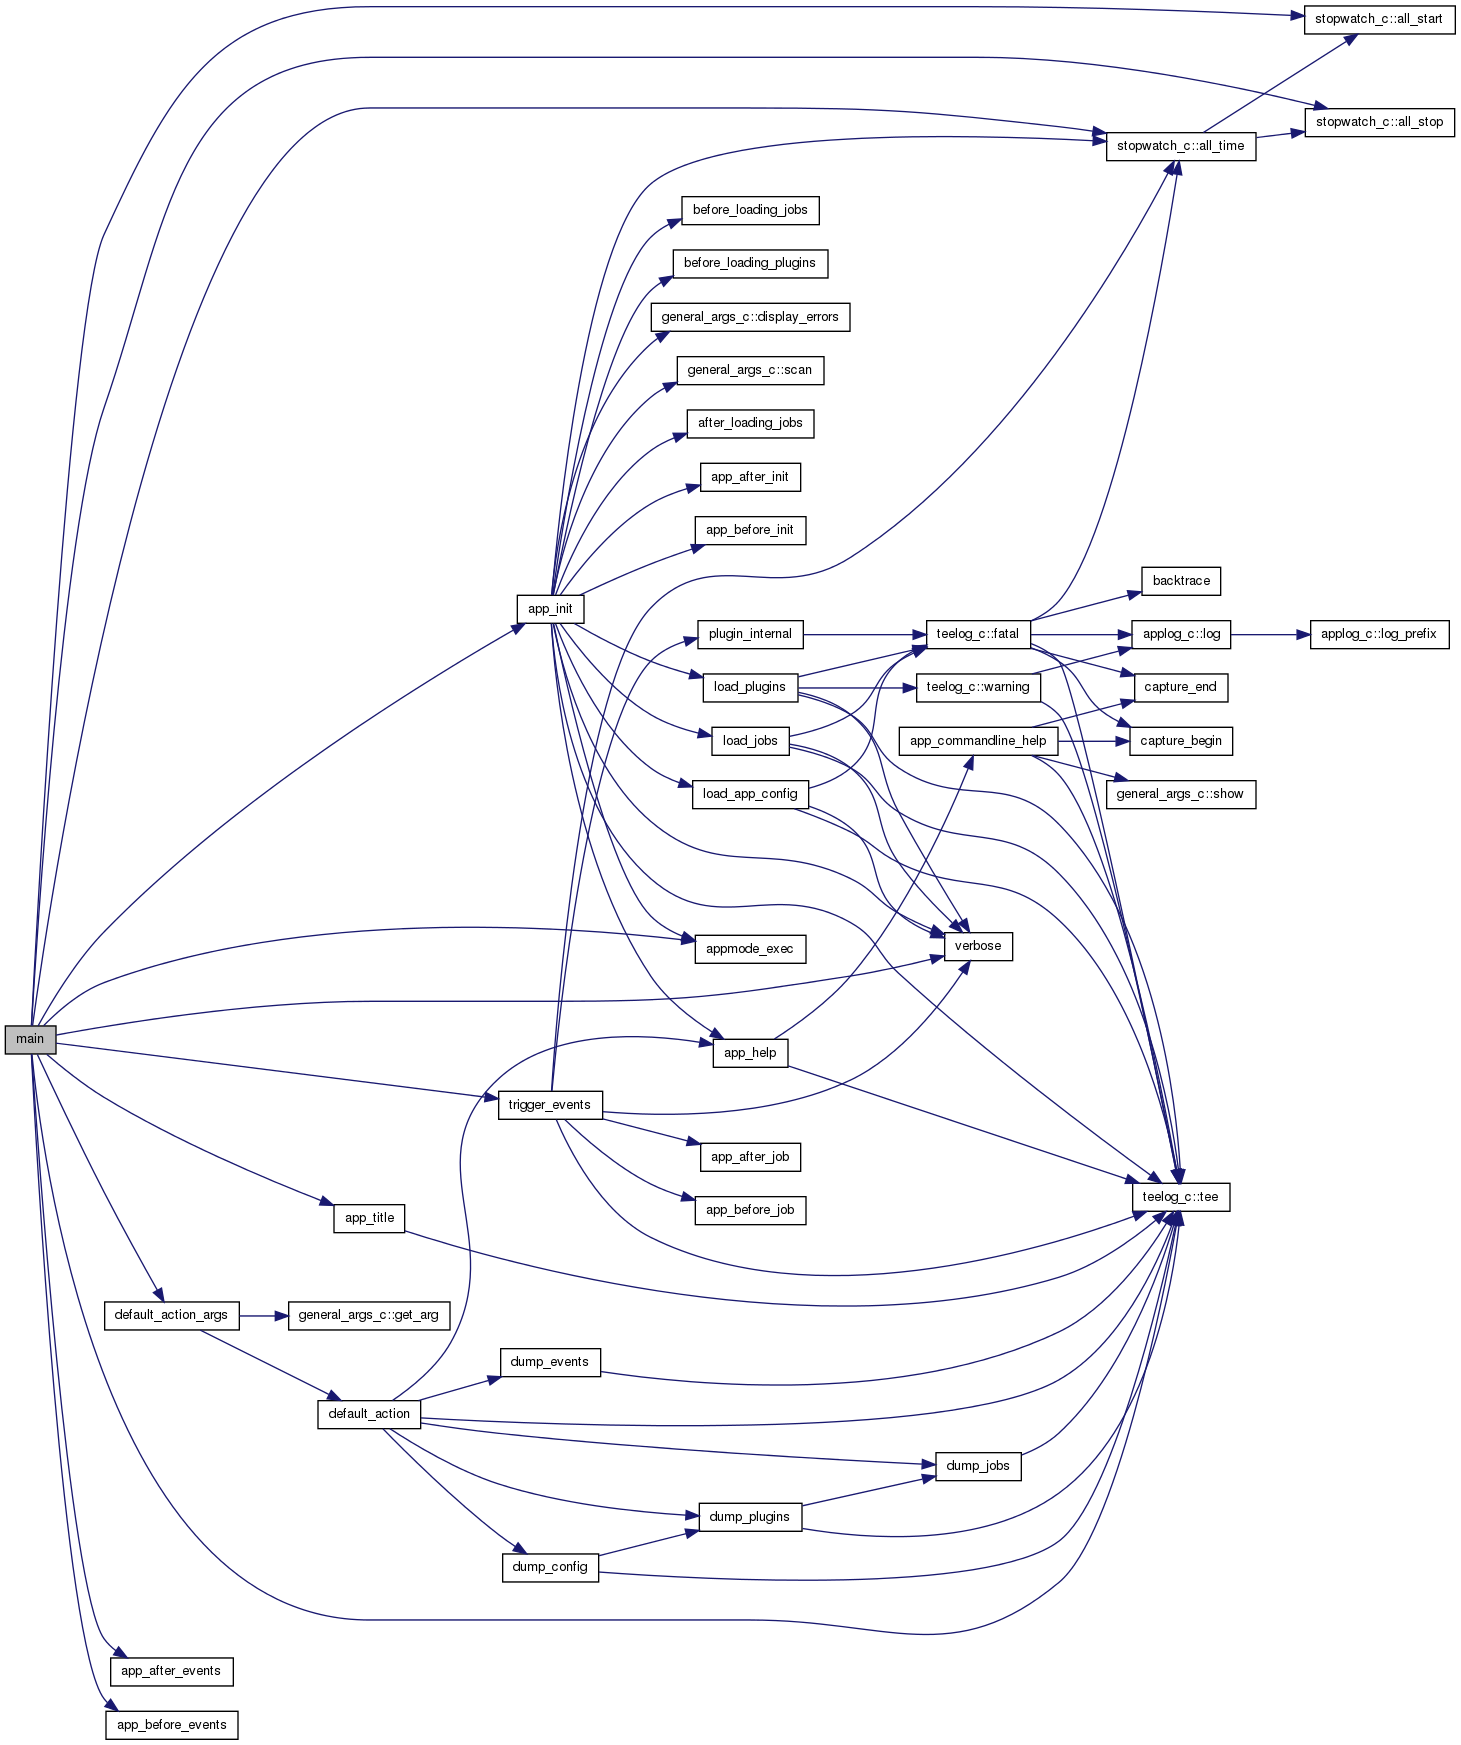 stopwatch_c::all_start
stopwatch_c::all_stop
stopwatch_c::all_time
before_loading_jobs
before_loading_plugins
general_args_c::display_errors
general_args_c::scan
after_loading_jobs
app_after_init
app_before_init
backtrace
app_init
plugin_internal
teelog_c::fatal
applog_c::log
applog_c::log_prefix
load_plugins
teelog_c::warning
capture_end
load_jobs
app_commandline_help
capture_begin
load_app_config
general_args_c::show
appmode_exec
verbose
main
app_help
trigger_events
app_after_job
teelog_c::tee
app_before_job
app_title
default_action_args
general_args_c::get_arg
dump_events
default_action
dump_jobs
dump_plugins
dump_config
app_after_events
app_before_events